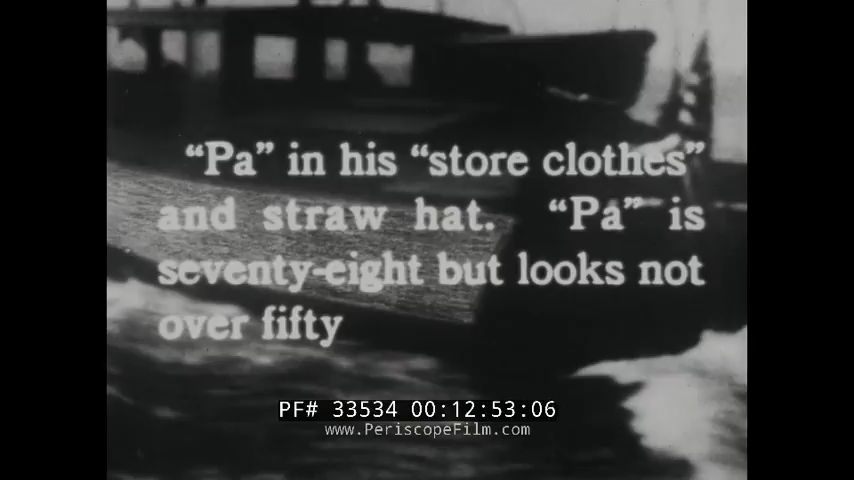 “Pa” in his “store clothes”
and straw hat. “Pa” is
seventy-eight but looks not
over fifty
PF# 33534 00:12:53:06
www.PeriscopeFilm.com